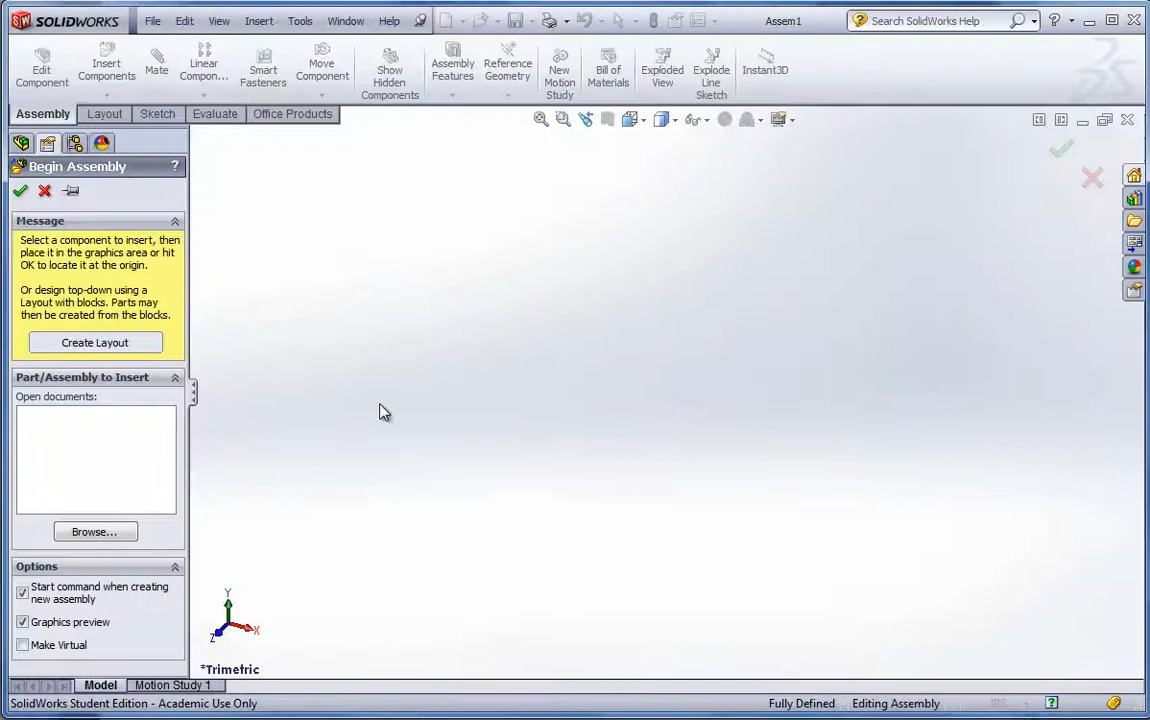 SOLIDWORKS File Edit View Insert Tools Window Help Assem1 Search SolidWorks Help
Edit Component
Insert Components
Mate
Linear Compon...
Smart Fasteners
Move Component
Show Hidden Components
Assembly Features
Reference Geometry
New Motion Study
Bill of Materials
Exploded View
Explode Line Sketch
Instant3D
Assembly Layout Sketch Evaluate Office Products
Begin Assembly ?
Message
Select a component to insert, then
place it in the graphics area or hit
OK to locate it at the origin.
Or design top-down using a
Layout with blocks. Parts may
then be created from the blocks.
Create Layout
Part/Assembly to Insert
Open documents:
Browse...
Options
Start command when creating
new assembly
Graphics preview
Make Virtual
Y
X
Z
*Trimetric
Model Motion Study 1
SolidWorks Student Edition - Academic Use Only Fully Defined Editing Assembly IPS ?